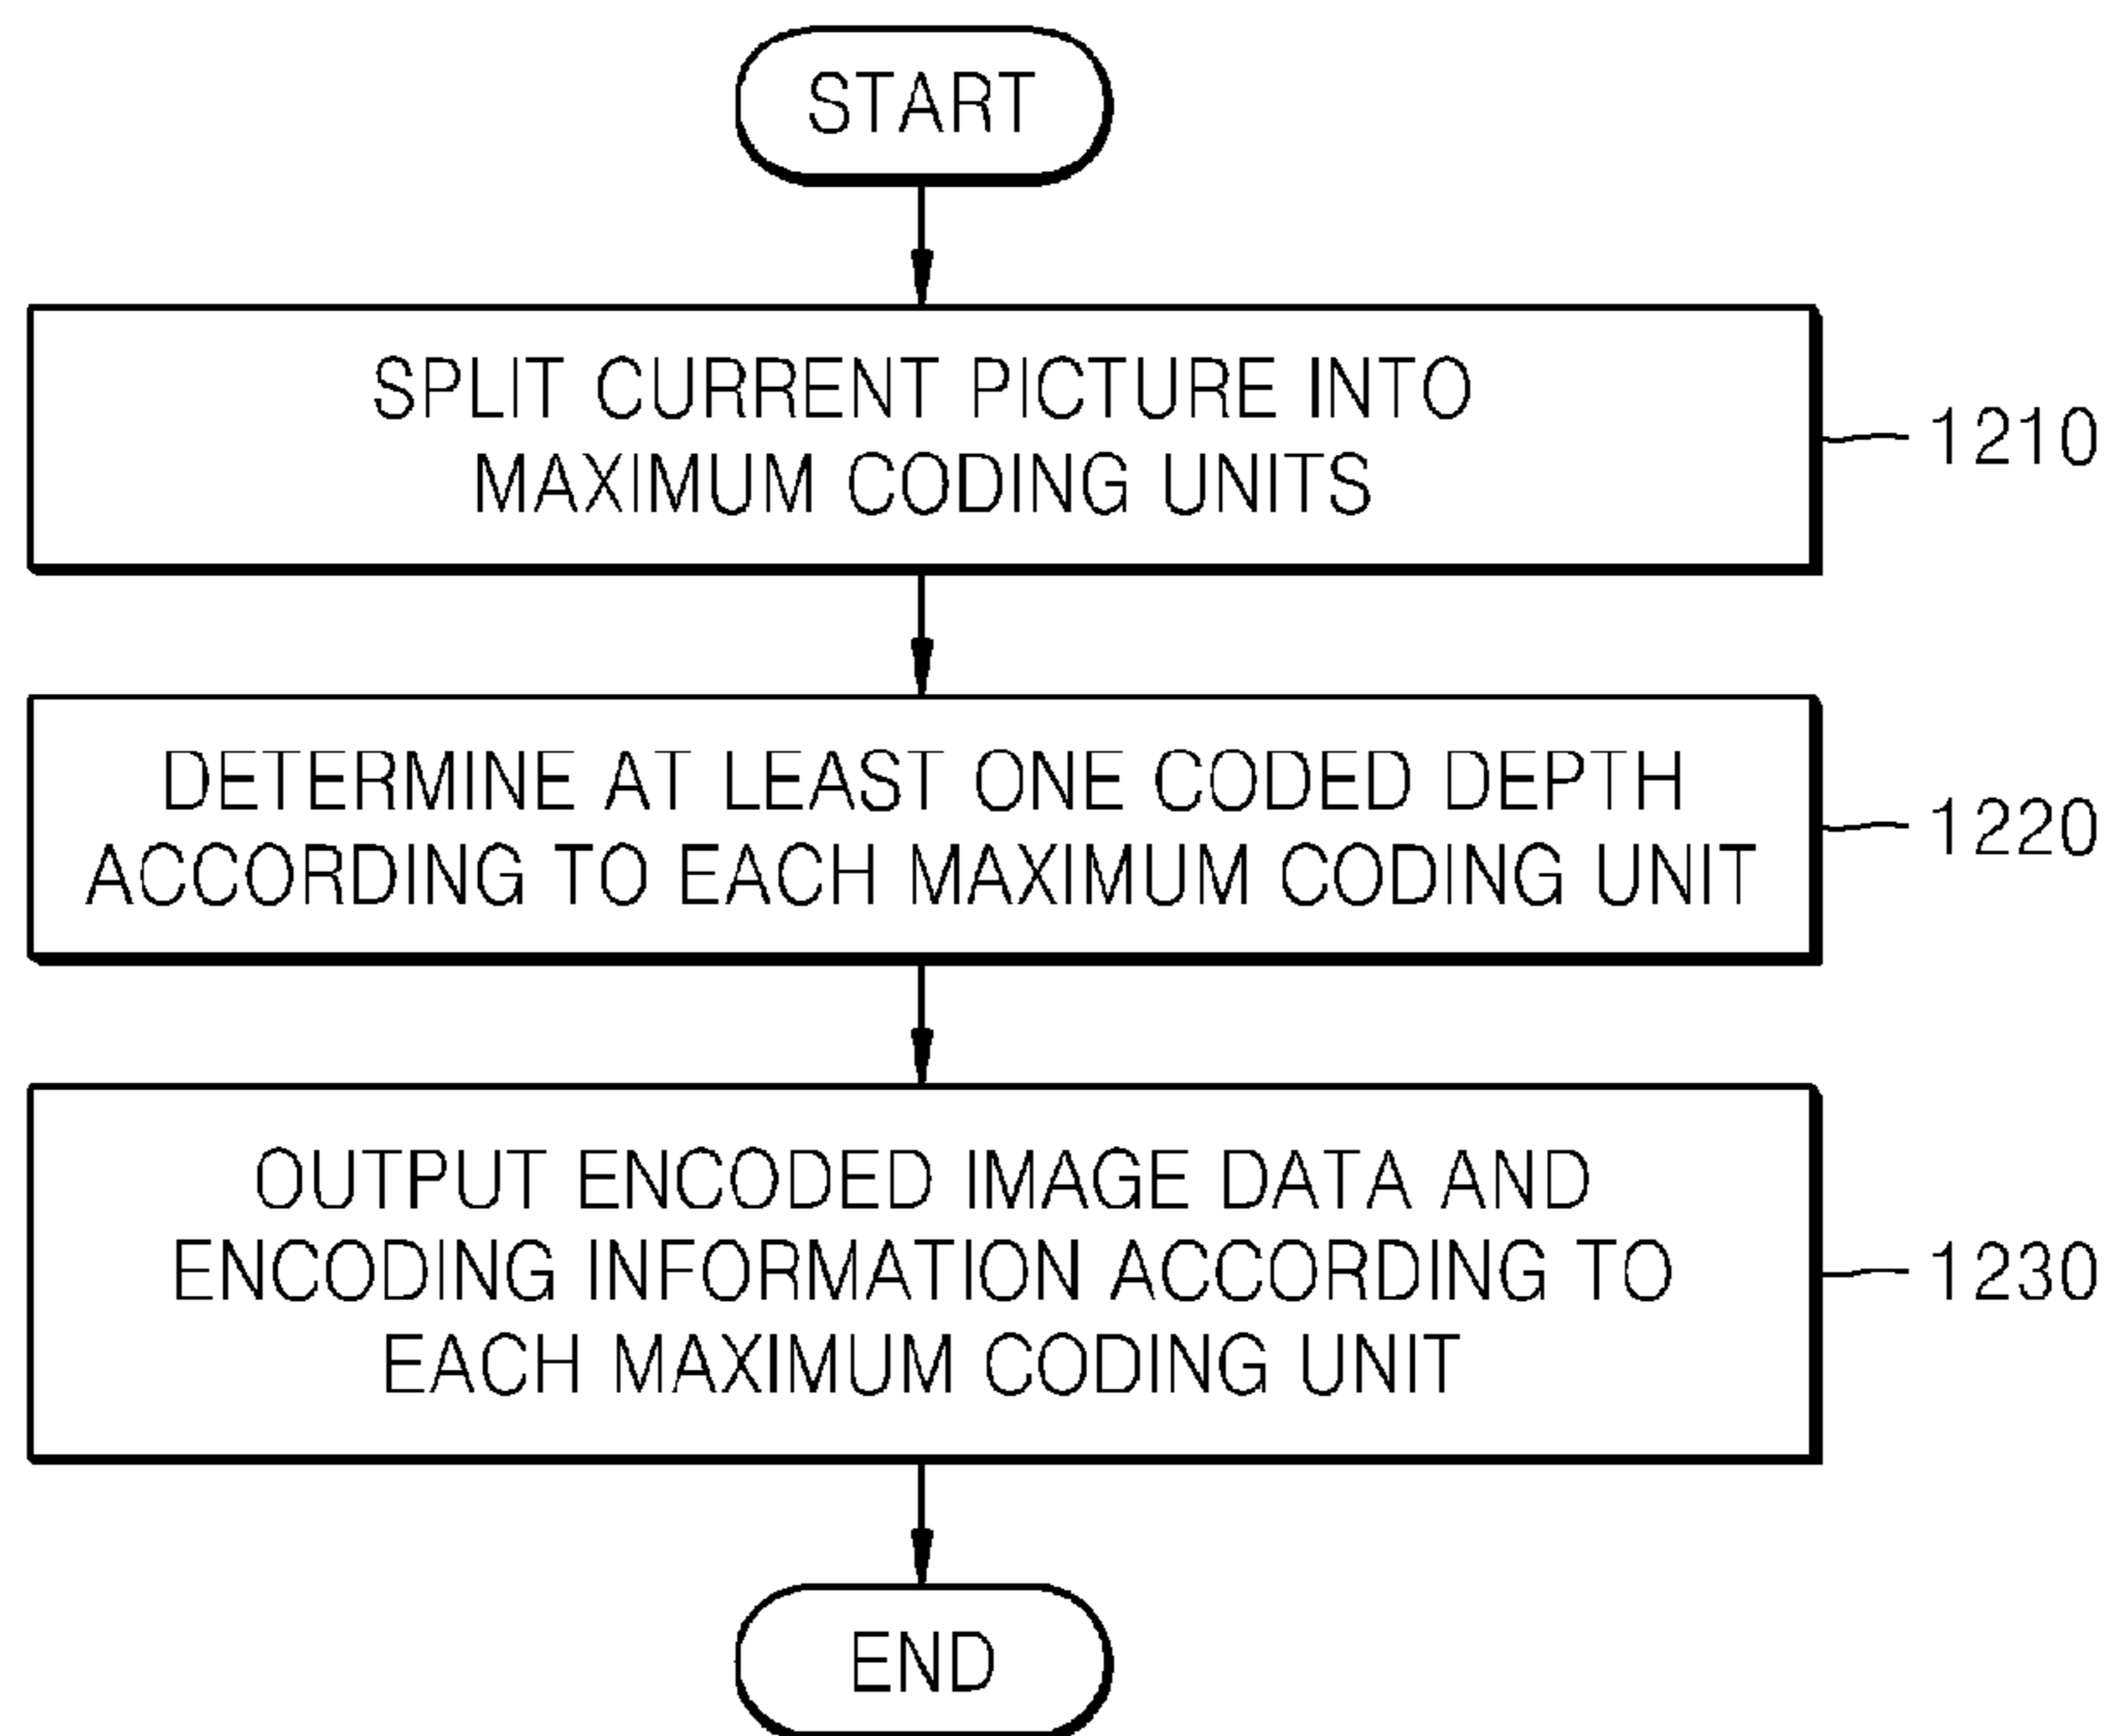 START
SPLIT CURRENT PICTURE INTO
MAXIMUM CODING UNITS
1210
DETERMINE AT LEAST ONE CODED DEPTH
ACCORDING TO EACH MAXIMUM CODING UNIT
1220
OUTPUT ENCODED IMAGE DATA AND
ENCODING INFORMATION ACCORDING TO
EACH MAXIMUM CODING UNIT
1230
END